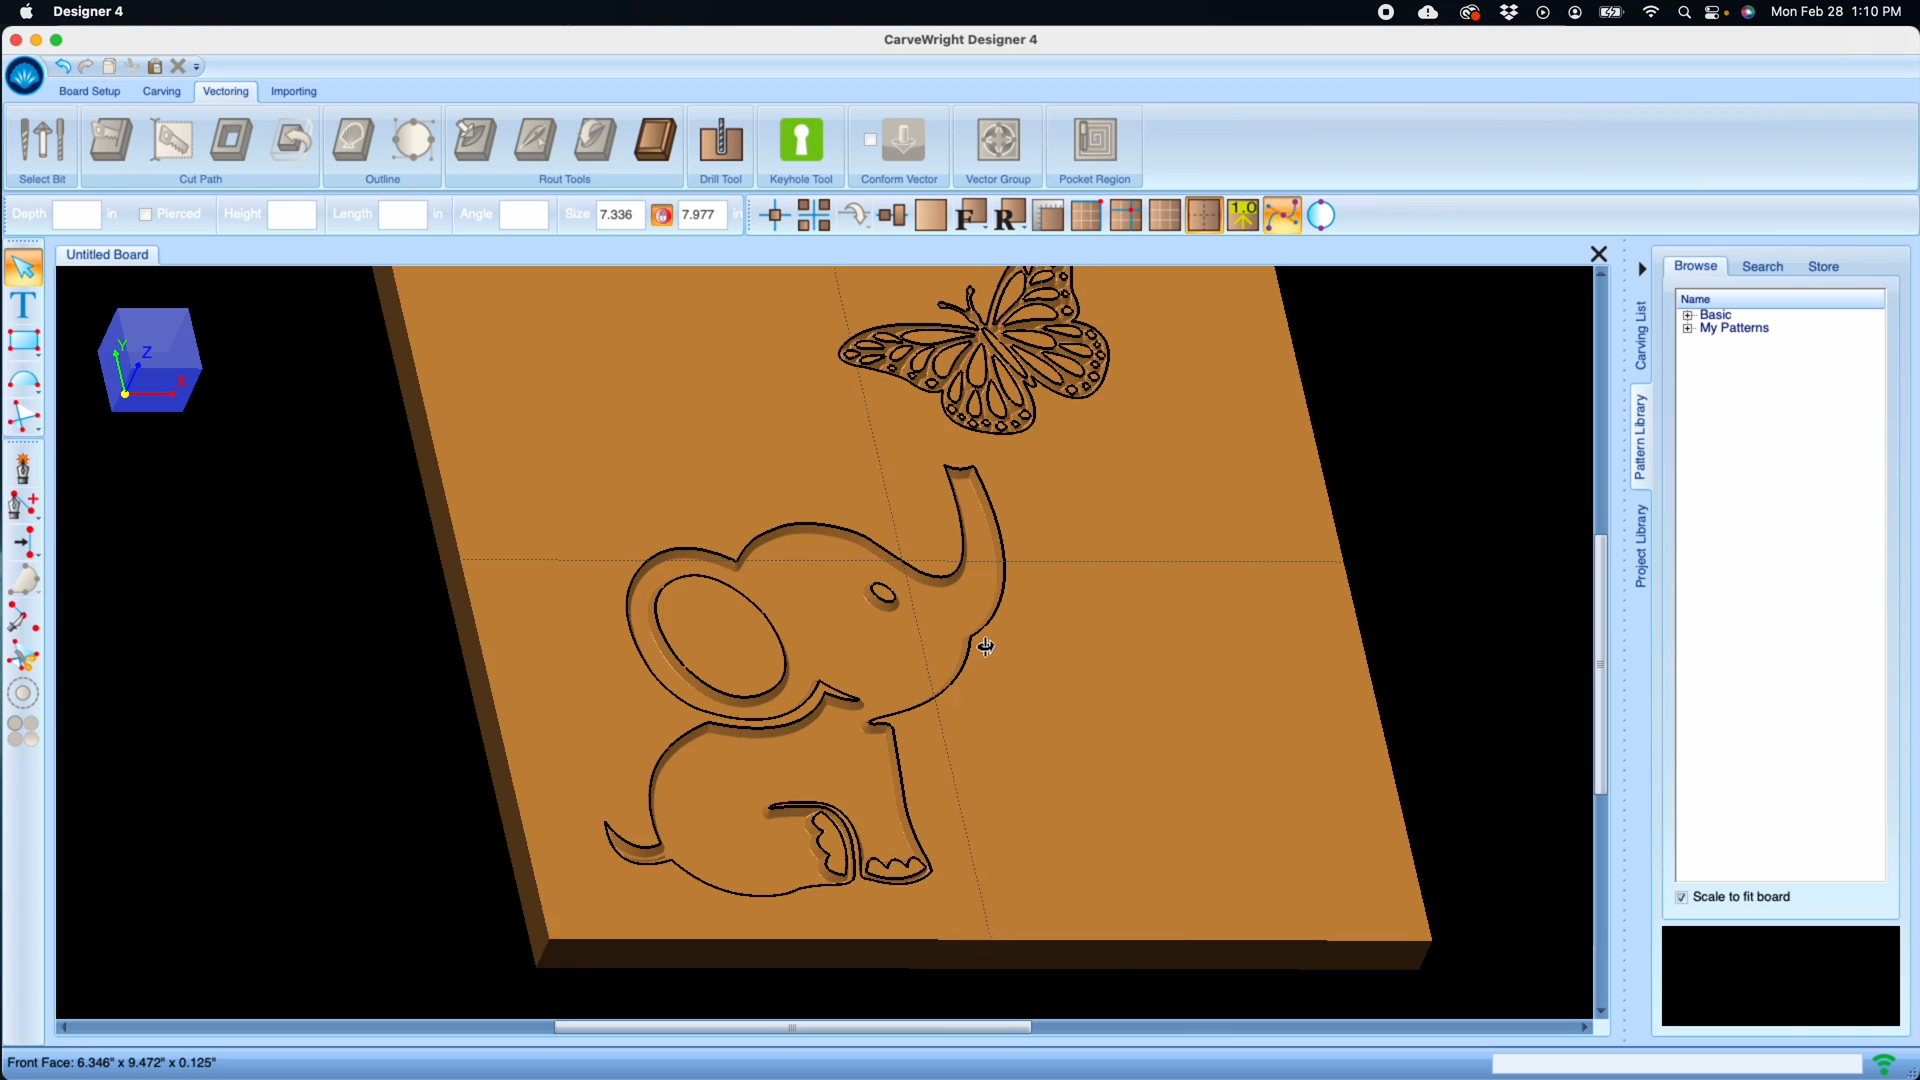 Designer 4
Mon Feb 28 1:10 PM
CarveWright Designer 4
Board Setup Carving Vectoring Importing
Select Bit Cut Path Outline Rout Tools Drill Tool Keyhole Tool Conform Vector Vector Group Pocket Region
Depth in Pierced Height Length in Angle Size 7.336 7.977 in F R 1.0
Untitled Board
Browse Search Store
Name
Basic
My Patterns
Carving List
Pattern Library
Project Library
T
Y
Z
X
Scale to fit board
Front Face: 6.346" x 9.472" x 0.125"